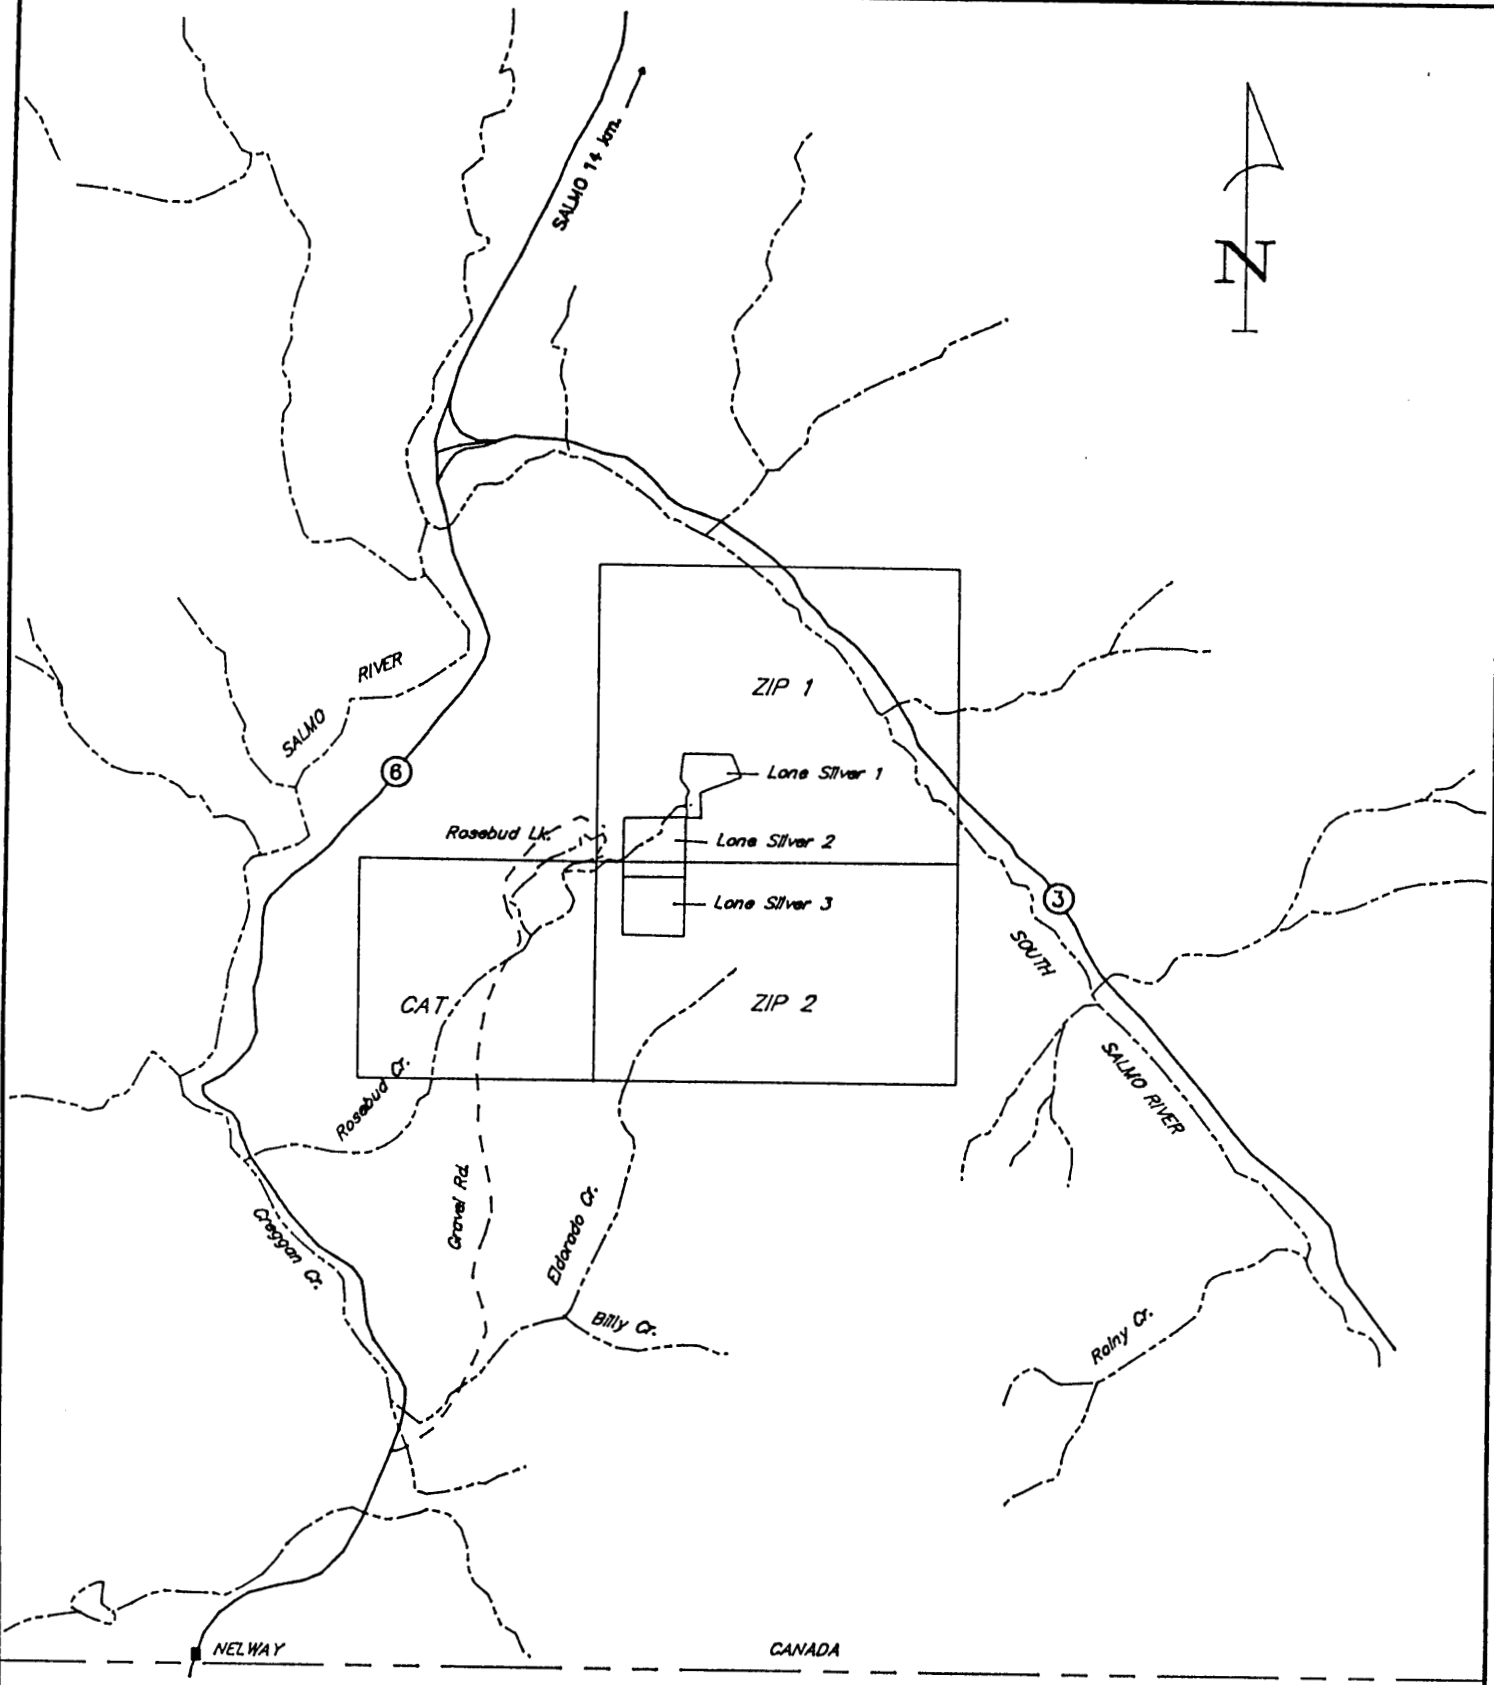 SALMO 14 km.
N
RIVER
SALMO
ZIP 1
6
Lone Silver 1
Rosebud Lk.
Lone Silver 2
3
Lone Silver 3
SOUTH
CAT
ZIP 2
SALMO RIVER
Rosebud Cr.
Gravel Rd.
Creggan Cr.
Eldorado Cr.
Billy Cr.
Rainy Cr.
NELWAY
CANADA